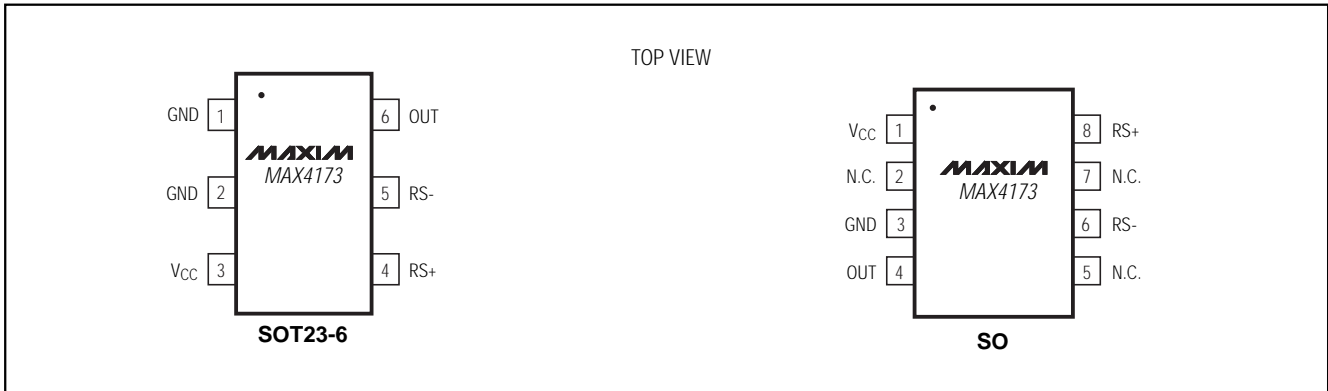 TOP VIEW
GND 1
GND 2
VCC 3
6 OUT
5 RS-
4 RS+
MAXIM
MAX4173
SOT23-6
VCC 1
N.C. 2
GND 3
OUT 4
8 RS+
7 N.C.
6 RS-
5 N.C.
MAXIM
MAX4173
SO